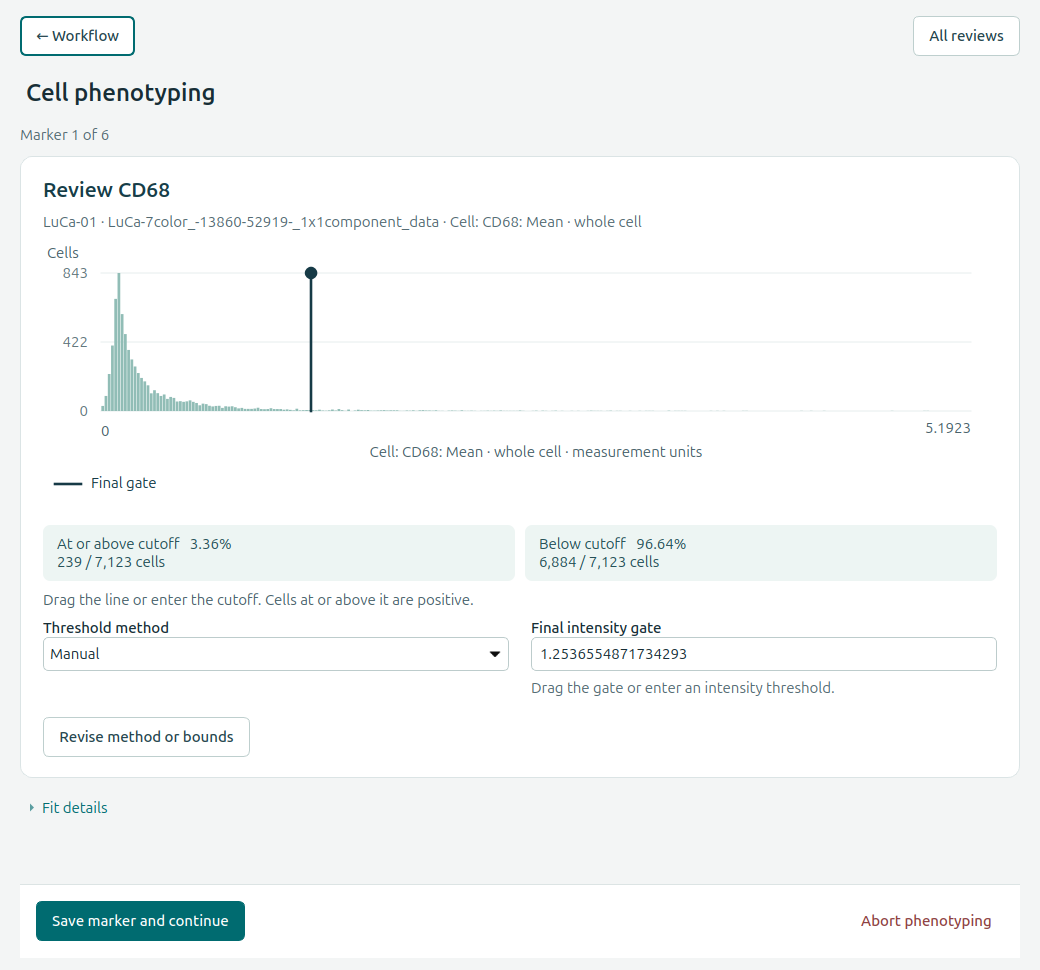 ← Workflow
All reviews
Cell phenotyping
Marker 1 of 6
Review CD68
LuCa-01 · LuCa-7color_-13860-52919-_1x1component_data · Cell: CD68: Mean · whole cell
Cells
843
422
0
0
5.1923
Cell: CD68: Mean · whole cell · measurement units
Final gate
At or above cutoff 3.36%
239 / 7,123 cells
Below cutoff 96.64%
6,884 / 7,123 cells
Drag the line or enter the cutoff. Cells at or above it are positive.
Threshold method
Manual
Final intensity gate
1.2536554871734293
Drag the gate or enter an intensity threshold.
Revise method or bounds
Fit details
Save marker and continue
Abort phenotyping